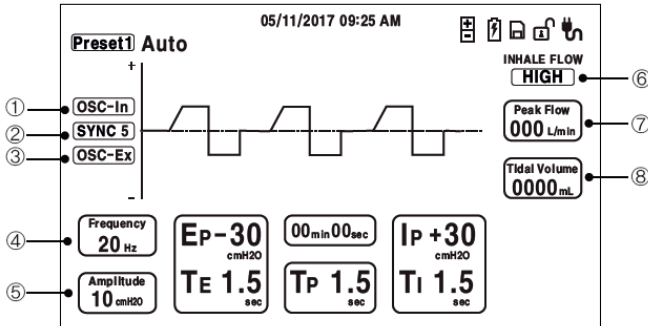 05/11/2017 09:25 AM
Preset1 Auto
INHALE FLOW
HIGH
⑥
+
① OSC-In
② SYNC 5
③ OSC-Ex
-
Peak Flow
000 L/min
⑦
Tidal Volume
0000 mL
⑧
④
Frequency
20 Hz
⑤
Amplitude
10 cmH2O
EP-30
cmH2O
TE 1.5
sec
00min00sec
TP 1.5
sec
IP +30
cmH2O
TI 1.5
sec